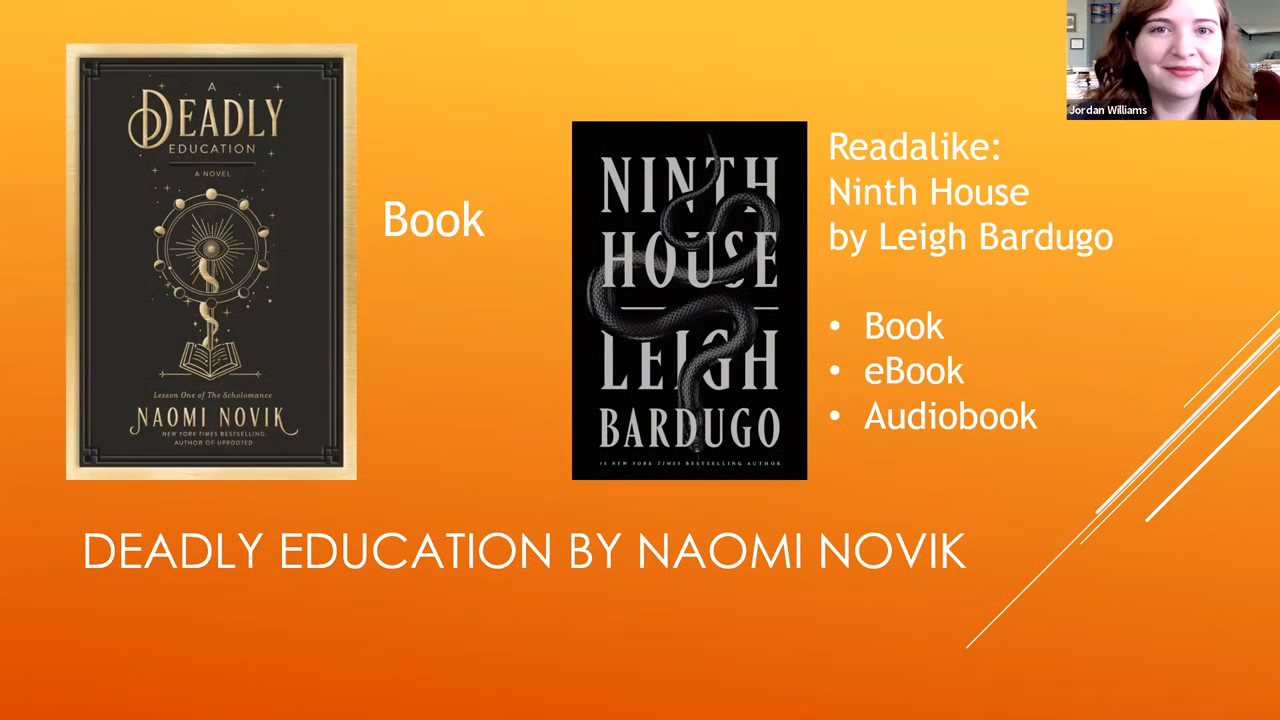 A
DEADLY
EDUCATION
A NOVEL
Lesson One of The Scholomance
NAOMI NOVIK
NEW YORK TIMES BESTSELLING
AUTHOR OF UPROOTED
Book
NINTH
HOUSE
LEIGH
BARDUGO
#1 NEW YORK TIMES BESTSELLING AUTHOR
Readalike:
Ninth House
by Leigh Bardugo
• Book
• eBook
• Audiobook
Jordan Williams
DEADLY EDUCATION BY NAOMI NOVIK